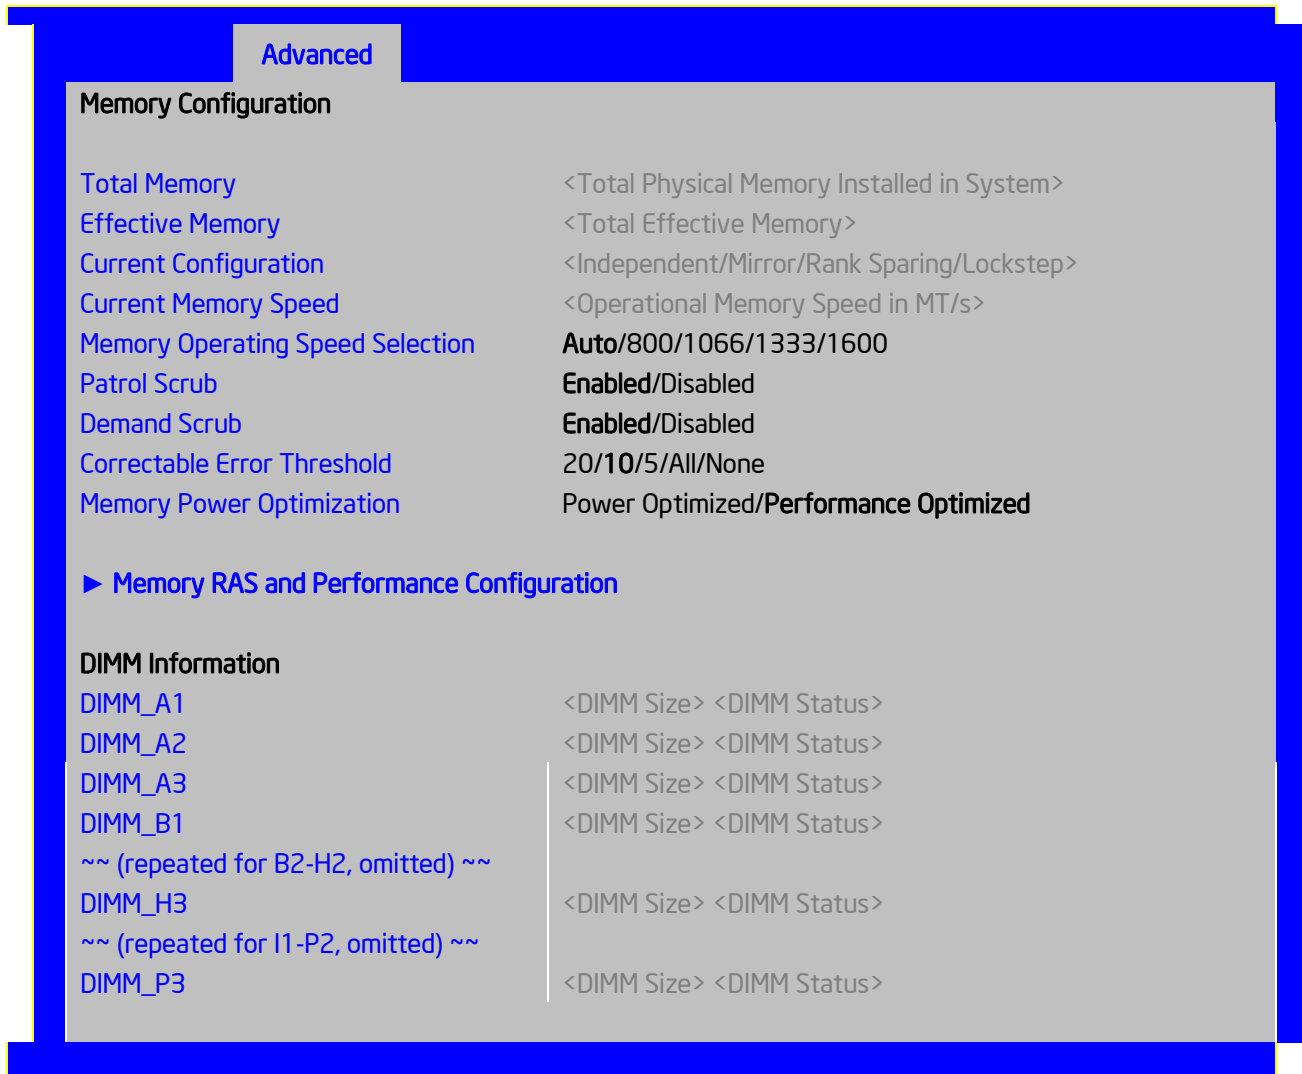 Advanced
Memory Configuration
Total Memory <Total Physical Memory Installed in System>
Effective Memory <Total Effective Memory>
Current Configuration <Independent/Mirror/Rank Sparing/Lockstep>
Current Memory Speed <Operational Memory Speed in MT/s>
Memory Operating Speed Selection Auto/800/1066/1333/1600
Patrol Scrub Enabled/Disabled
Demand Scrub Enabled/Disabled
Correctable Error Threshold 20/10/5/All/None
Memory Power Optimization Power Optimized/Performance Optimized
► Memory RAS and Performance Configuration
DIMM Information
DIMM_A1 <DIMM Size> <DIMM Status>
DIMM_A2 <DIMM Size> <DIMM Status>
DIMM_A3 <DIMM Size> <DIMM Status>
DIMM_B1 <DIMM Size> <DIMM Status>
~~ (repeated for B2-H2, omitted) ~~
DIMM_H3 <DIMM Size> <DIMM Status>
~~ (repeated for I1-P2, omitted) ~~
DIMM_P3 <DIMM Size> <DIMM Status>